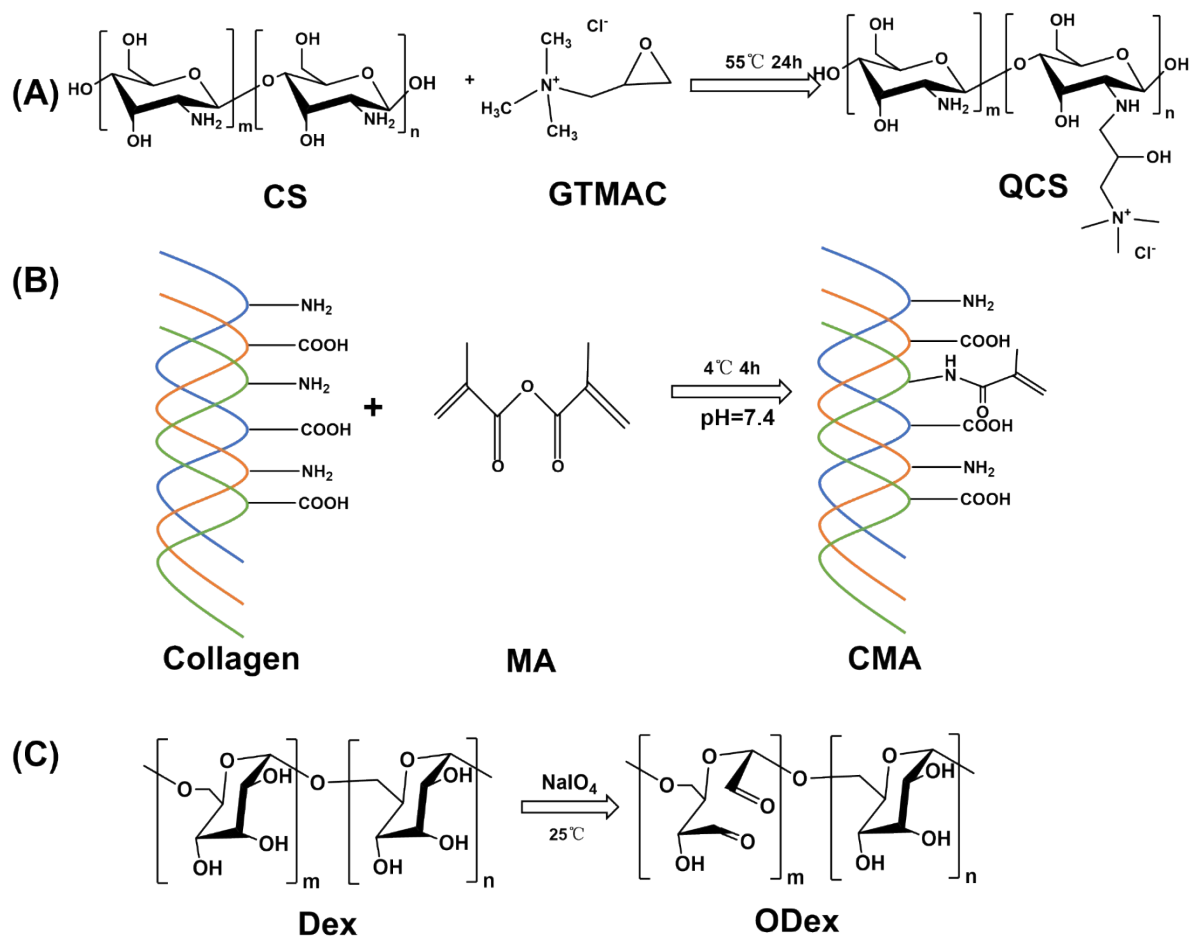 (A)
OH
OH
HO
O
O
O
OH
NH₂
m
OH
NH₂
n
OH
+
CH₃
H₃C
N⁺
CH₃
Cl⁻
O
55℃ 24h
OH
OH
HO
O
O
O
OH
NH₂
m
OH
NH
n
OH
OH
N⁺
Cl⁻
CS
GTMAC
QCS
(B)
NH₂
COOH
NH₂
COOH
NH₂
COOH
+
O
O
O
4℃ 4h
pH=7.4
NH₂
COOH
H
N
O
COOH
NH₂
COOH
Collagen
MA
CMA
(C)
O
O
OH
OH
OH
m
O
O
OH
OH
OH
n
NaIO₄
25℃
O
O
O
O
OH
m
O
O
OH
OH
OH
n
Dex
ODex